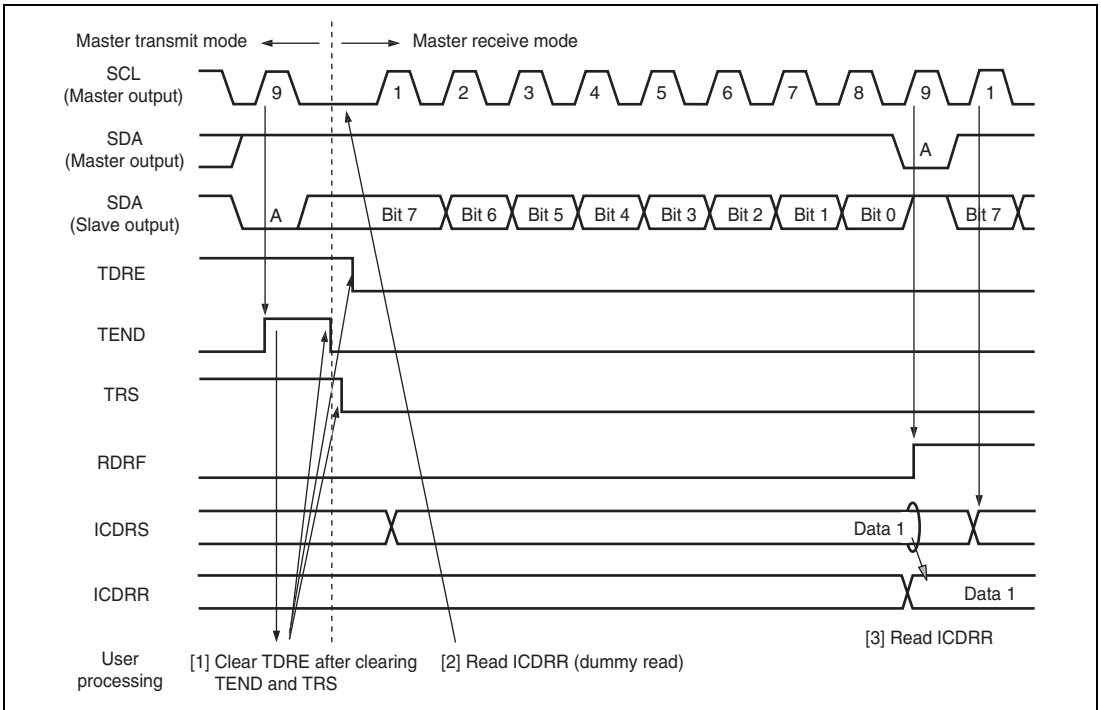 Master transmit mode
Master receive mode
SCL
(Master output)
9
1
2
3
4
5
6
7
8
9
1
SDA
(Master output)
A
SDA
(Slave output)
A
Bit 7
Bit 6
Bit 5
Bit 4
Bit 3
Bit 2
Bit 1
Bit 0
Bit 7
TDRE
TEND
TRS
RDRF
ICDRS
Data 1
ICDRR
Data 1
User
processing
[1] Clear TDRE after clearing
TEND and TRS
[2] Read ICDRR (dummy read)
[3] Read ICDRR